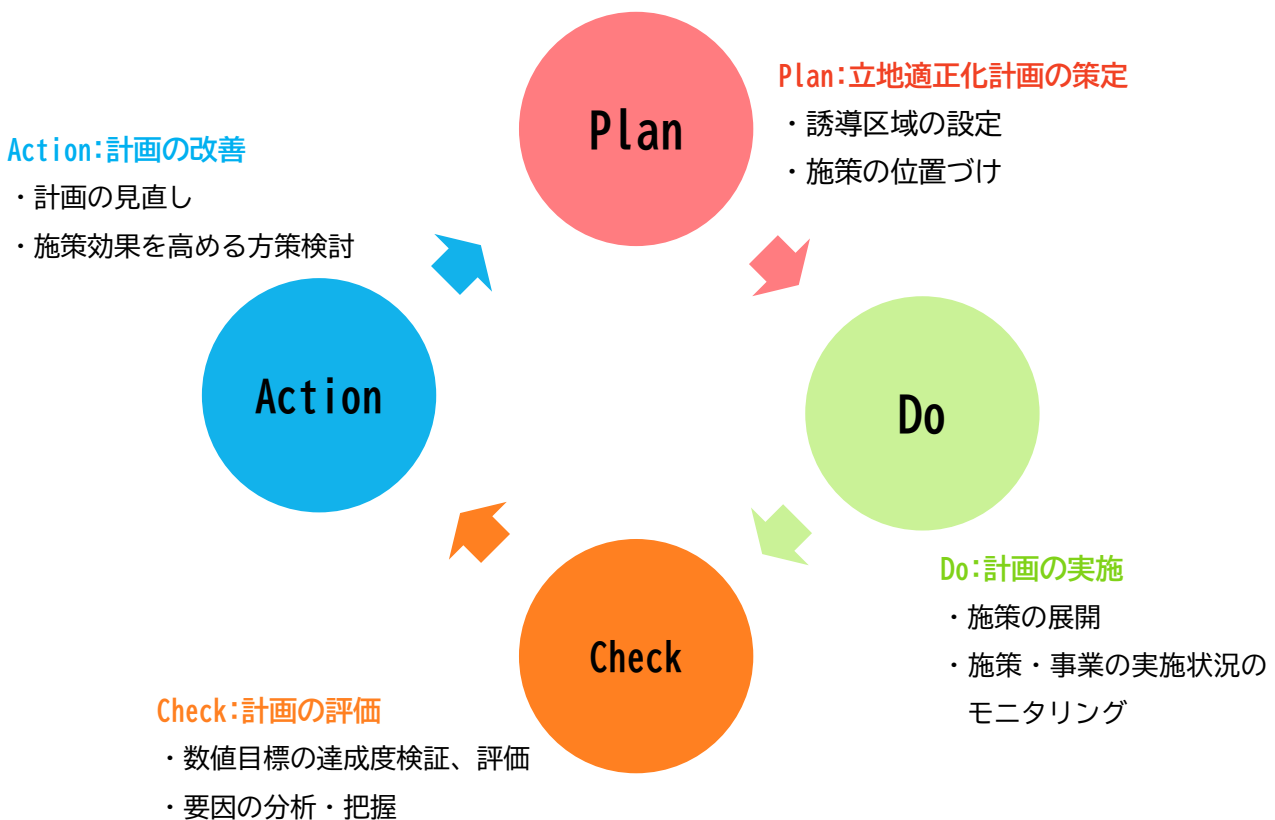 Plan
Plan:立地適正化計画の策定
・誘導区域の設定
・施策の位置づけ
Action:計画の改善
・計画の見直し
・施策効果を高める方策検討
Action
Do
Do:計画の実施
・施策の展開
・施策・事業の実施状況の
モニタリング
Check
Check:計画の評価
・数値目標の達成度検証、評価
・要因の分析・把握